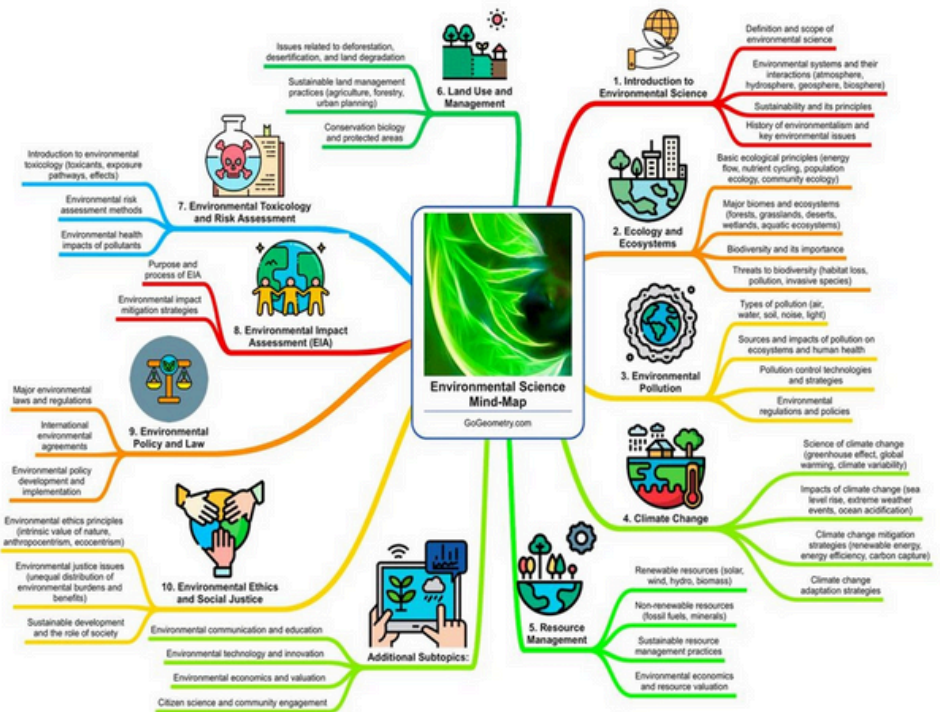 Environmental Science
Mind-Map
GoGeometry.com
1. Introduction to
Environmental Science
Definition and scope of
environmental science
Environmental systems and their
interactions (atmosphere,
hydrosphere, geosphere, biosphere)
Sustainability and its principles
History of environmentalism and
key environmental issues
2. Ecology and
Ecosystems
Basic ecological principles (energy
flow, nutrient cycling, population
ecology, community ecology)
Major biomes and ecosystems
(forests, grasslands, deserts,
wetlands, aquatic ecosystems)
Biodiversity and its importance
Threats to biodiversity (habitat loss,
pollution, invasive species)
3. Environmental
Pollution
Types of pollution (air,
water, soil, noise, light)
Sources and impacts of pollution on
ecosystems and human health
Pollution control technologies
and strategies
Environmental
regulations and policies
4. Climate Change
Science of climate change
(greenhouse effect, global
warming, climate variability)
Impacts of climate change (sea
level rise, extreme weather
events, ocean acidification)
Climate change mitigation
strategies (renewable energy,
energy efficiency, carbon capture)
Climate change
adaptation strategies
5. Resource
Management
Renewable resources (solar,
wind, hydro, biomass)
Non-renewable resources
(fossil fuels, minerals)
Sustainable resource
management practices
Environmental economics
and resource valuation
6. Land Use and
Management
Issues related to deforestation,
desertification, and land degradation
Sustainable land management
practices (agriculture, forestry,
urban planning)
Conservation biology
and protected areas
7. Environmental Toxicology
and Risk Assessment
Introduction to environmental
toxicology (toxicants, exposure
pathways, effects)
Environmental risk
assessment methods
Environmental health
impacts of pollutants
8. Environmental Impact
Assessment (EIA)
Purpose and
process of EIA
Environmental impact
mitigation strategies
9. Environmental
Policy and Law
Major environmental
laws and regulations
International
environmental
agreements
Environmental policy
development and
implementation
10. Environmental Ethics
and Social Justice
Environmental ethics principles
(intrinsic value of nature,
anthropocentrism, ecocentrism)
Environmental justice issues
(unequal distribution of
environmental burdens and
benefits)
Sustainable development
and the role of society
Additional Subtopics:
Environmental communication and education
Environmental technology and innovation
Environmental economics and valuation
Citizen science and community engagement